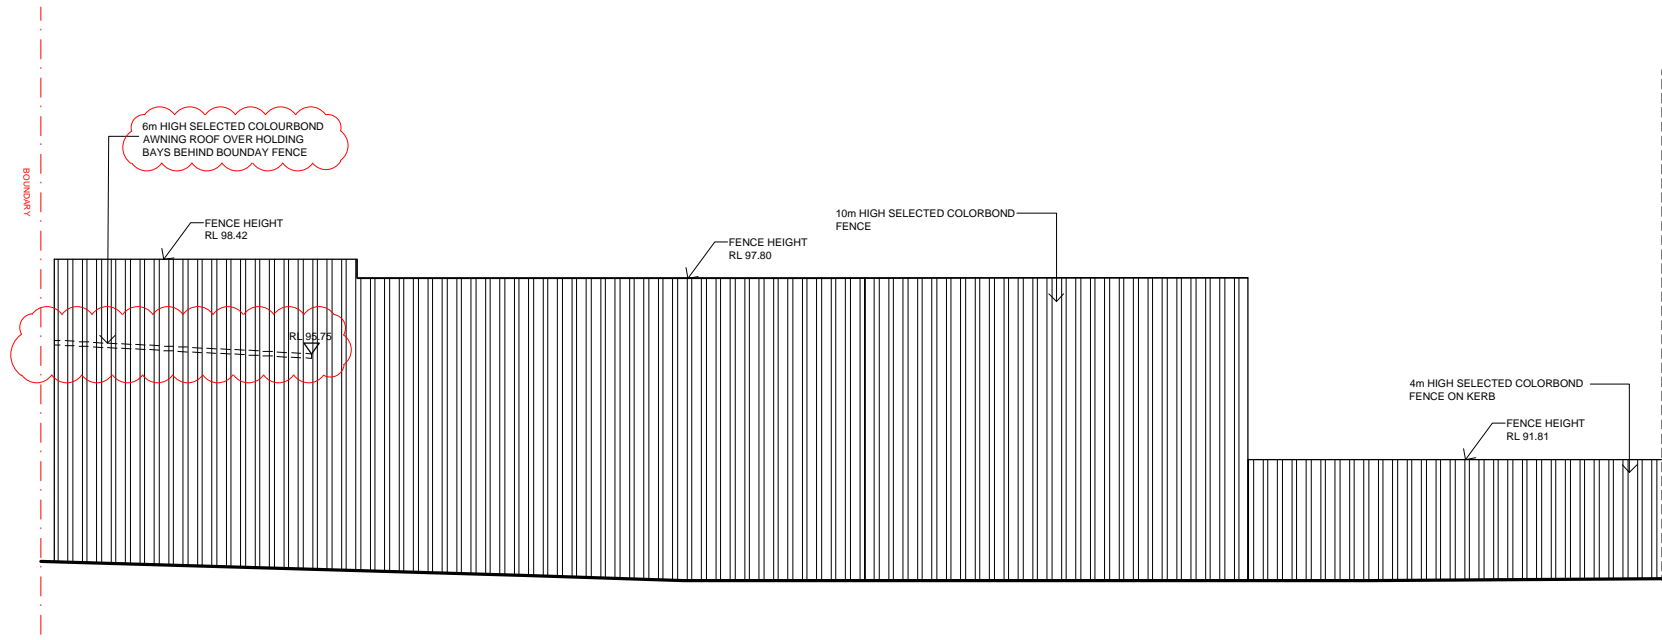 6m HIGH SELECTED COLOURBOND
AWNING ROOF OVER HOLDING
BAYS BEHIND BOUNDAY FENCE
BOUNDARY
FENCE HEIGHT
RL 98.42
10m HIGH SELECTED COLORBOND
FENCE
FENCE HEIGHT
RL 97.80
RL 95.75
4m HIGH SELECTED COLORBOND
FENCE ON KERB
FENCE HEIGHT
RL 91.81